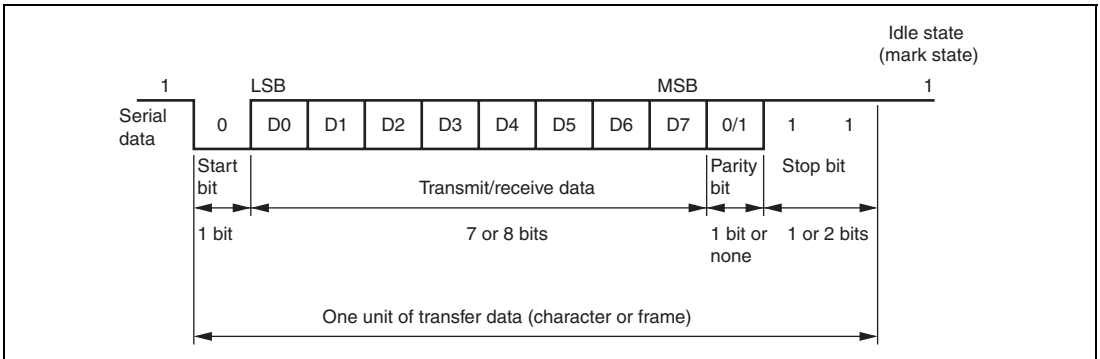 Idle state
(mark state)
1 LSB MSB 1
Serial
data
0 D0 D1 D2 D3 D4 D5 D6 D7 0/1 1 1
Start
bit
Transmit/receive data
Parity
bit
Stop bit
1 bit 7 or 8 bits 1 bit or
none
1 or 2 bits
One unit of transfer data (character or frame)